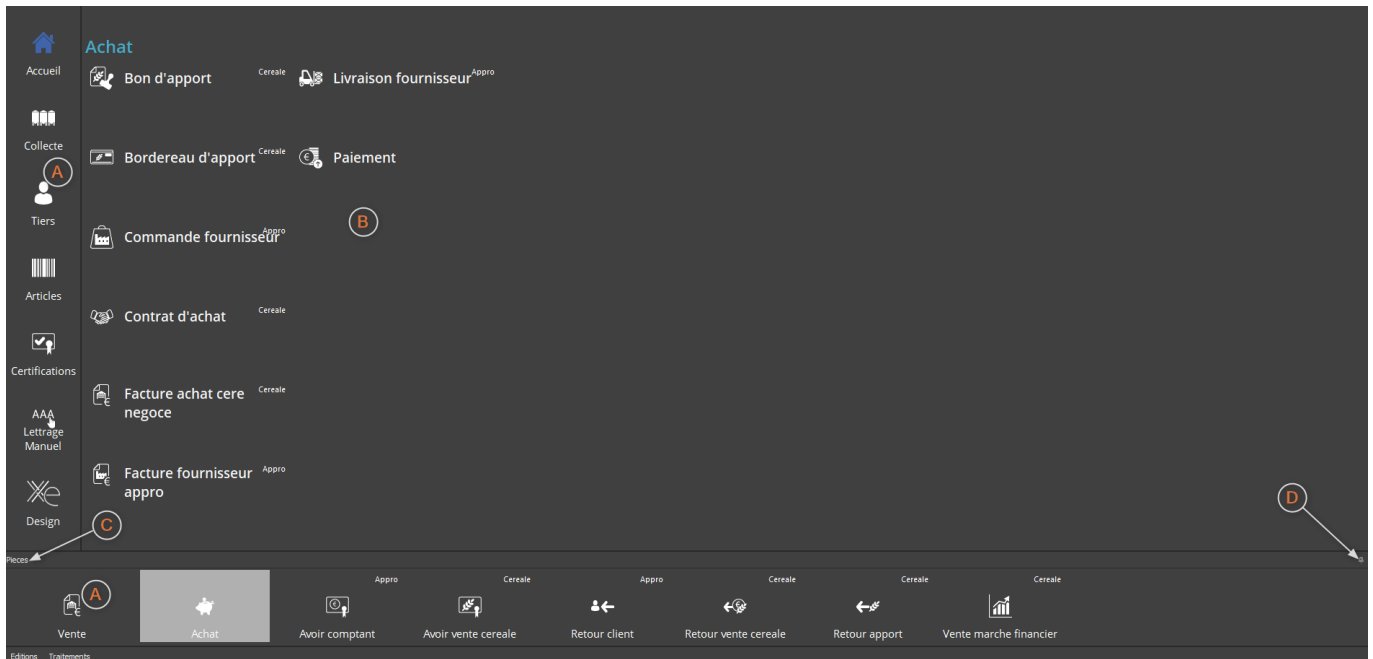 Accueil
Collecte
A
Tiers
Articles
Certifications
AAA
Lettrage
Manuel
Design
Achat
Bon d'apport Cereale
Livraison fournisseur Appro
Bordereau d'apport Cereale
Paiement
B
Commande fournisseur Appro
Contrat d'achat Cereale
Facture achat cere Cereale
negoce
Facture fournisseur Appro
appro
C
D
Pieces
A
Vente
Achat
Appro
Avoir comptant
Cereale
Avoir vente cereale
Appro
Retour client
Cereale
Retour vente cereale
Cereale
Retour apport
Cereale
Vente marche financier
Editions Traitements